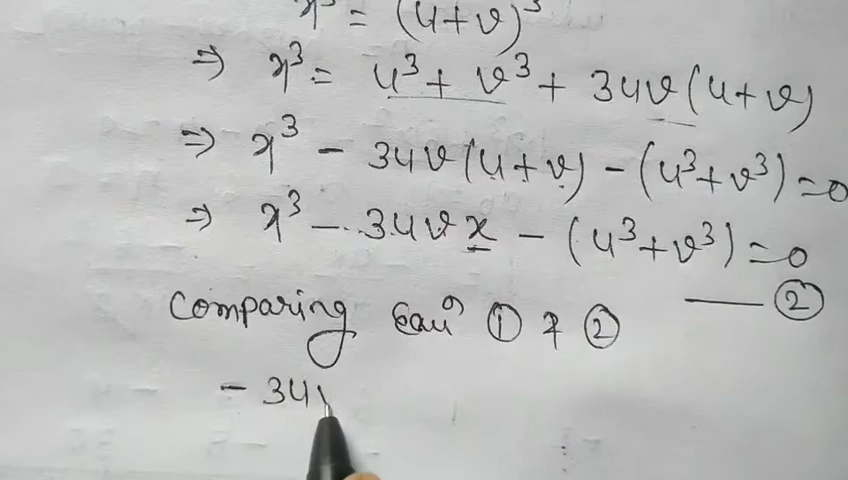 x³ = (u+v)³
⇒ x³ = u³ + v³ + 3uv(u+v)
⇒ x³ - 3uv(u+v) - (u³+v³) = 0
⇒ x³ - 3uvx - (u³+v³) = 0
— ②
Comparing Equⁿ ① & ②
- 3u